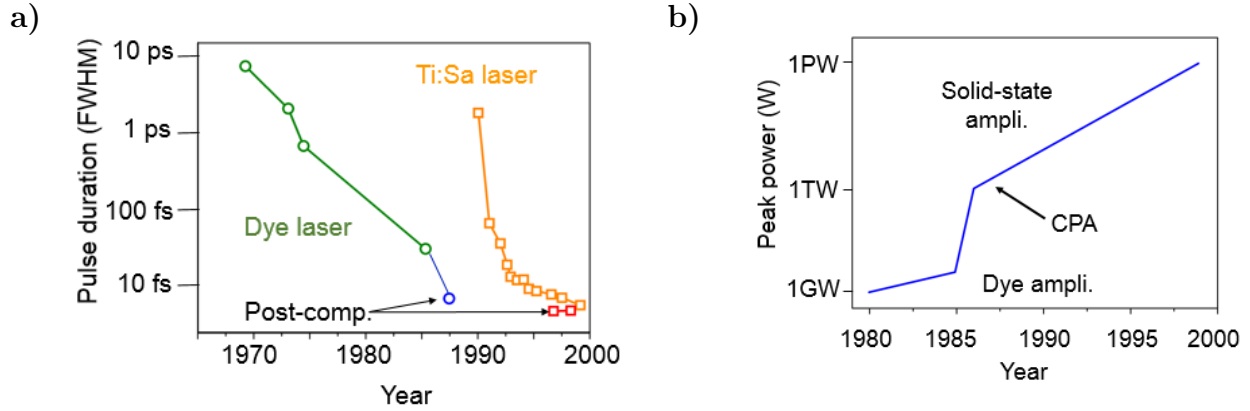 a)
Pulse duration (FWHM)
10 ps
1 ps
100 fs
10 fs
Ti:Sa laser
Dye laser
Post-comp.
1970
1980
1990
2000
Year
b)
Peak power (W)
1PW
1TW
1GW
Solid-state
ampli.
CPA
Dye ampli.
1980
1985
1990
1995
2000
Year